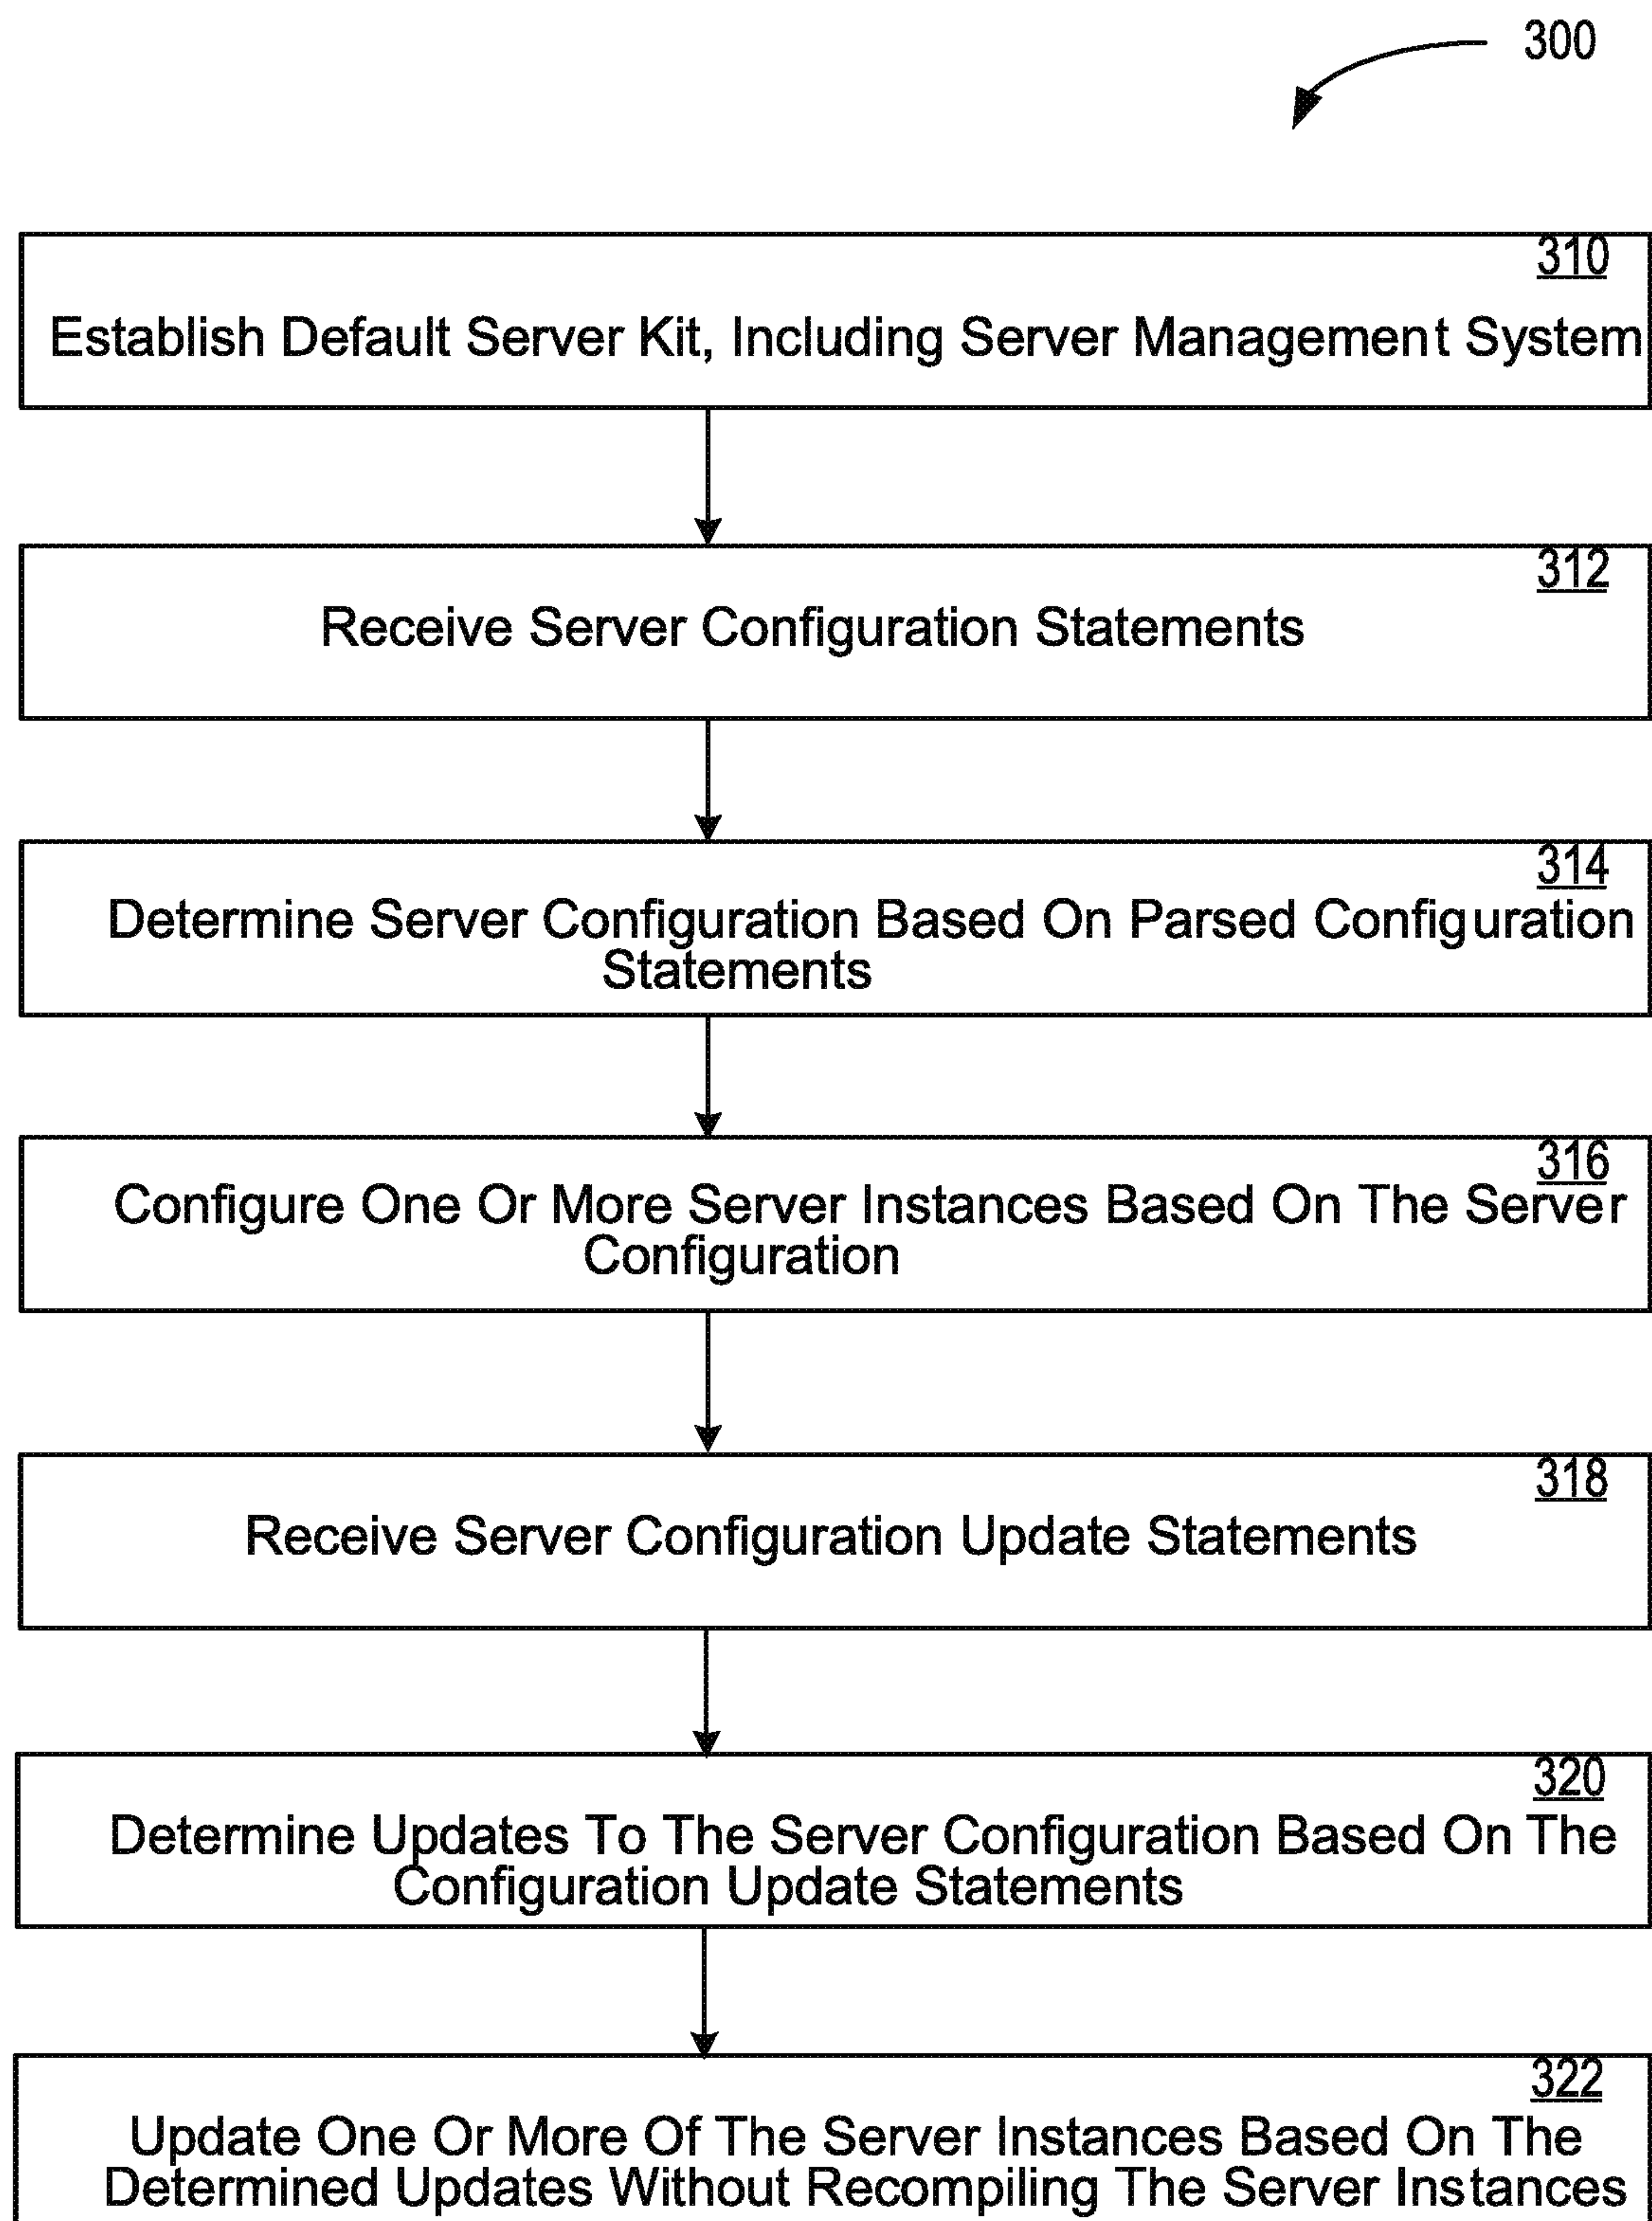 300
310
Establish Default Server Kit, Including Server Management System
312
Receive Server Configuration Statements
314
Determine Server Configuration Based On Parsed Configuration
Statements
316
Configure One Or More Server Instances Based On The Server
Configuration
318
Receive Server Configuration Update Statements
320
Determine Updates To The Server Configuration Based On The
Configuration Update Statements
322
Update One Or More Of The Server Instances Based On The
Determined Updates Without Recompiling The Server Instances